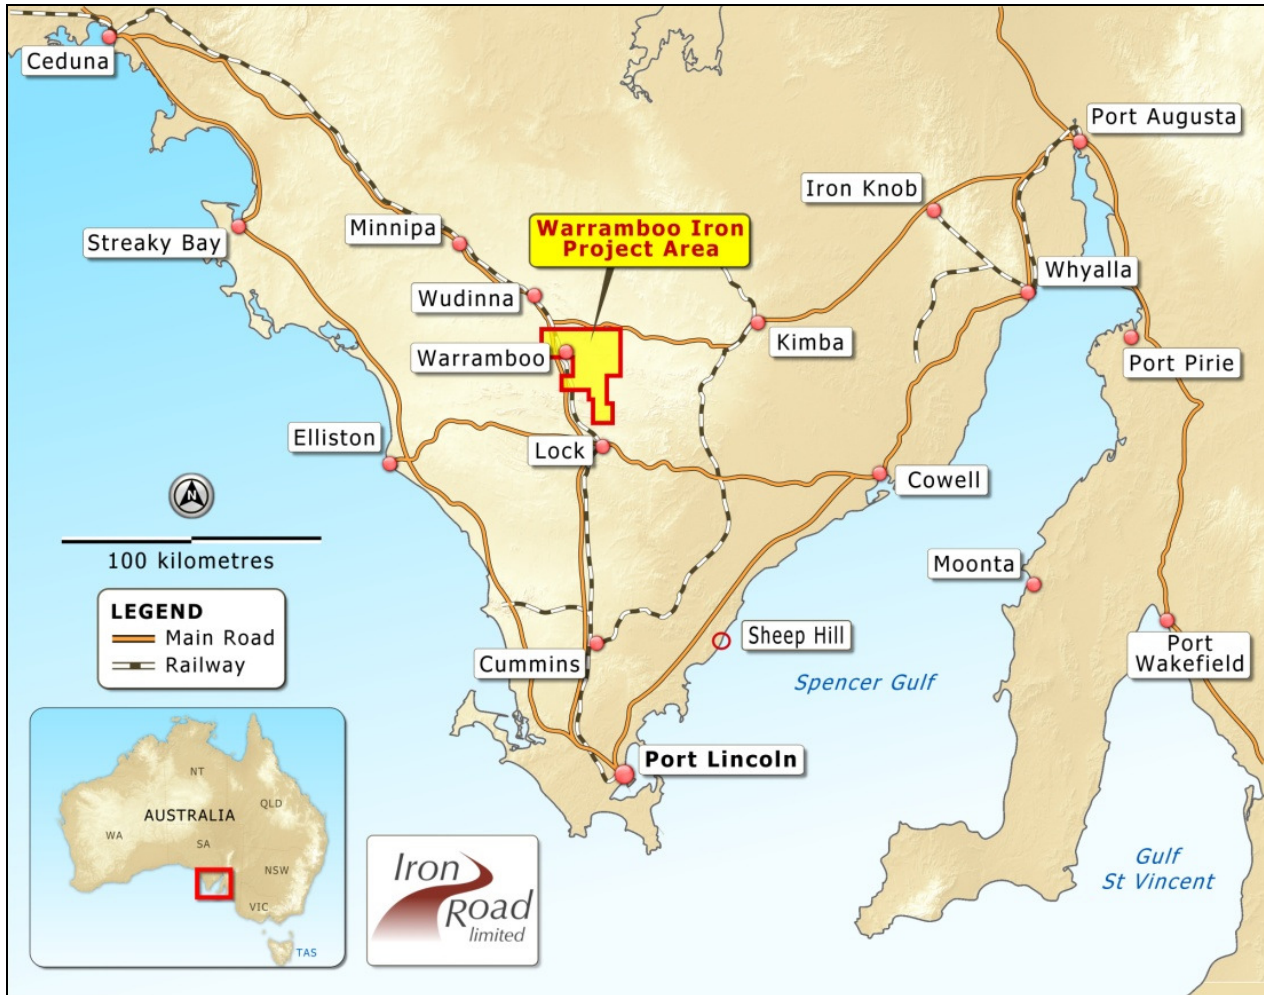 Ceduna
Port Augusta
Iron Knob
Streaky Bay
Minnipa
Warramboo Iron
Project Area
Whyalla
Wudinna
Kimba
Warramboo
Port Pirie
Elliston
Lock
Cowell
N
100 kilometres
Moonta
LEGEND
Main Road
Railway
Sheep Hill
Cummins
Port
Wakefield
Spencer Gulf
Port Lincoln
NT
QLD
AUSTRALIA
WA
SA
NSW
VIC
TAS
Iron
Road
limited
Gulf
St Vincent